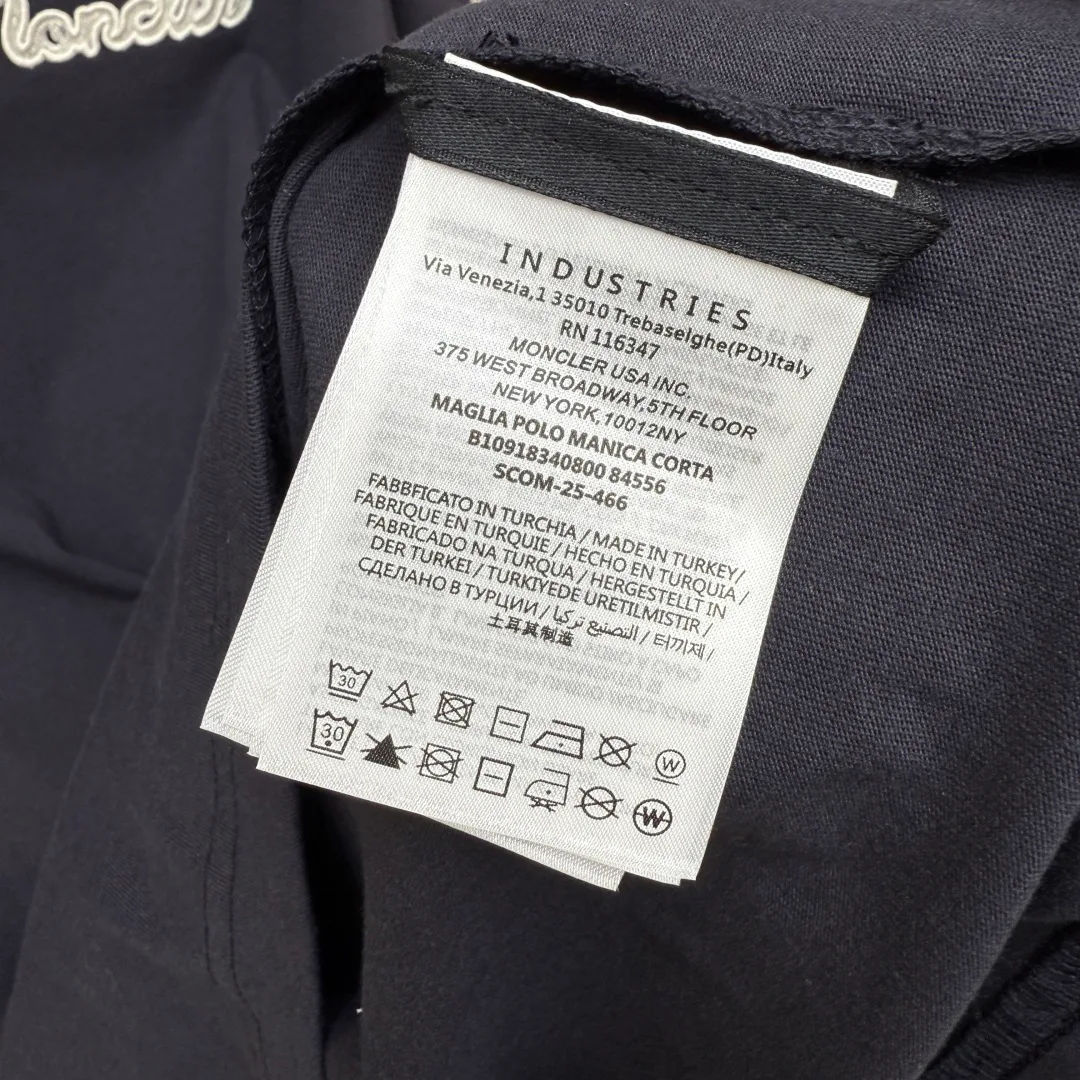 INDUSTRIES
Via Venezia,1 35010 Trebaselghe(PD)Italy
RN 116347
MONCLER USA INC.
375 WEST BROADWAY,5TH FLOOR
NEW YORK,10012NY
MAGLIA POLO MANICA CORTA
B10918340800 84556
SCOM-25-466
FABBFICATO IN TURCHIA / MADE IN TURKEY/
FABRIQUE EN TURQUIE / HECHO EN TURQUIA /
FABRICADO NA TURQUA / HERGESTELLT IN
DER TURKEI / TURKIYEDE URETILMISTIR /
СДЕЛАНО В ТУРЦИИ / التصنيع تركيا / 터키제 /
土耳其制造
30
W
30
W